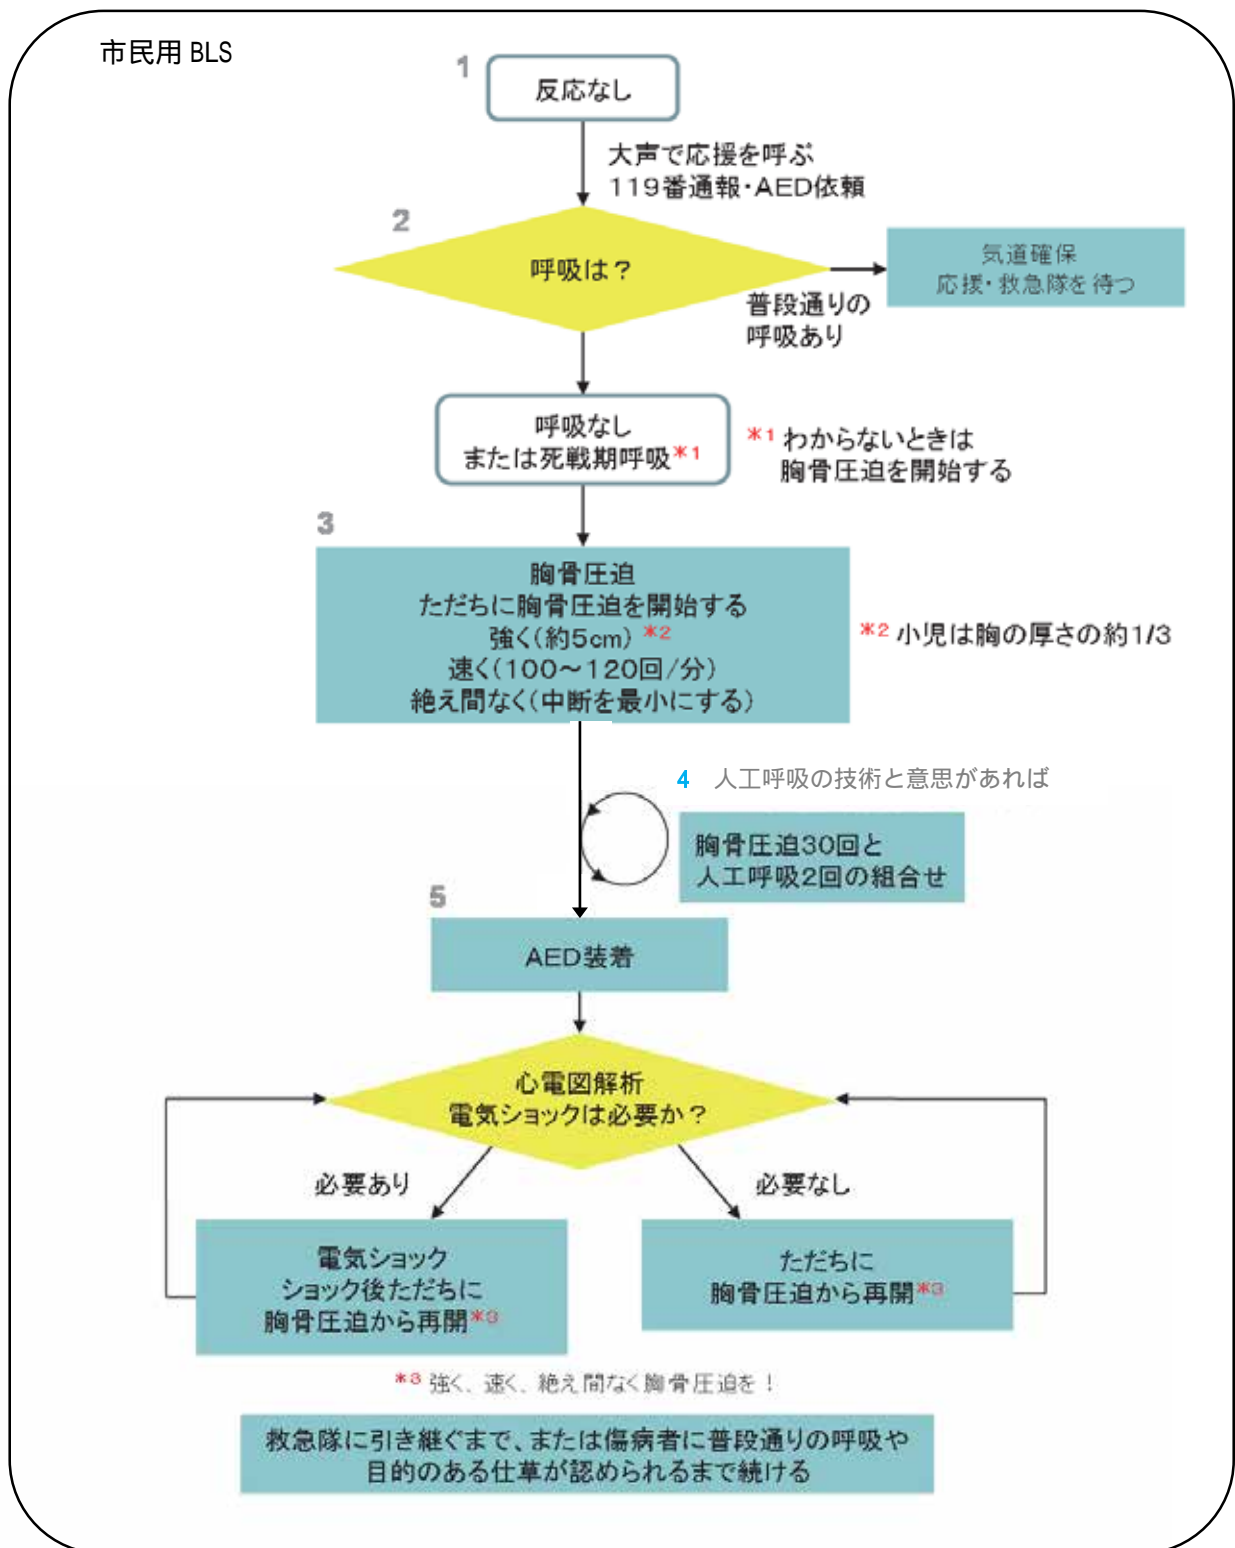 市民用 BLS
1
反応なし
大声で応援を呼ぶ
119番通報・AED依頼
2
呼吸は？
気道確保
応援・救急隊を待つ
普段通りの
呼吸あり
呼吸なし
または死戦期呼吸*1
*1 わからないときは
胸骨圧迫を開始する
3
胸骨圧迫
ただちに胸骨圧迫を開始する
強く(約5cm) *2
速く(100～120回/分)
絶え間なく(中断を最小にする)
*2 小児は胸の厚さの約1/3
4 人工呼吸の技術と意思があれば
胸骨圧迫30回と
人工呼吸2回の組合せ
5
AED装着
心電図解析
電気ショックは必要か？
必要あり
必要なし
電気ショック
ショック後ただちに
胸骨圧迫から再開*3
ただちに
胸骨圧迫から再開*3
*3 強く、速く、絶え間なく胸骨圧迫を！
救急隊に引き継ぐまで、または傷病者に普段通りの呼吸や
目的のある仕草が認められるまで続ける